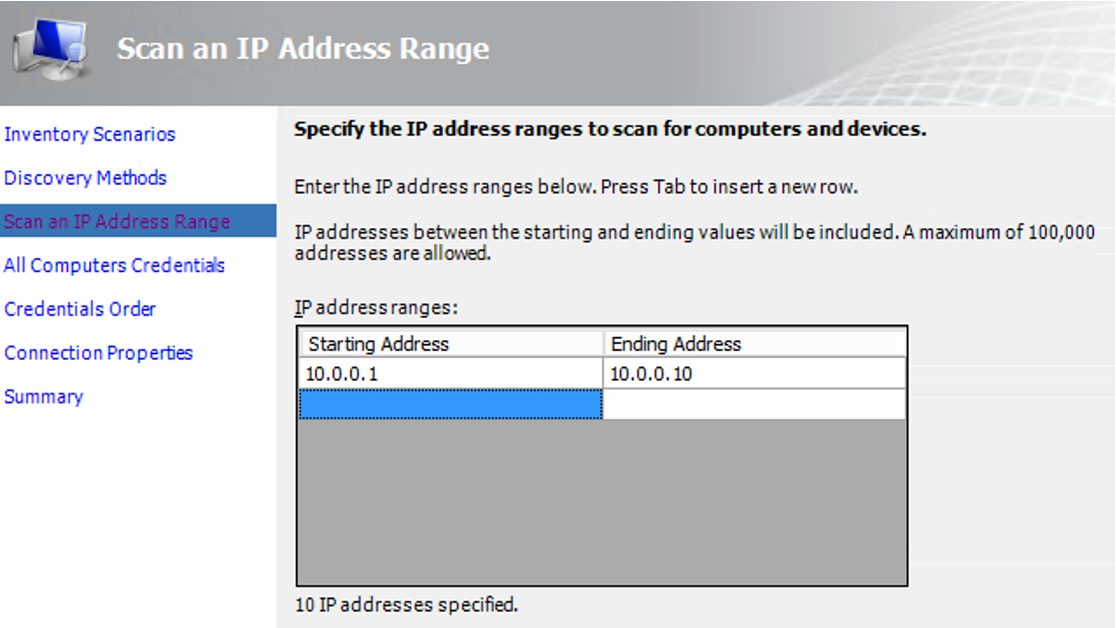 Scan an IP Address Range
Inventory Scenarios
Discovery Methods
Scan an IP Address Range
All Computers Credentials
Credentials Order
Connection Properties
Summary
Specify the IP address ranges to scan for computers and devices.
Enter the IP address ranges below. Press Tab to insert a new row.
IP addresses between the starting and ending values will be included. A maximum of 100,000
addresses are allowed.
IP address ranges:
Starting Address Ending Address
10.0.0.1 10.0.0.10
10 IP addresses specified.